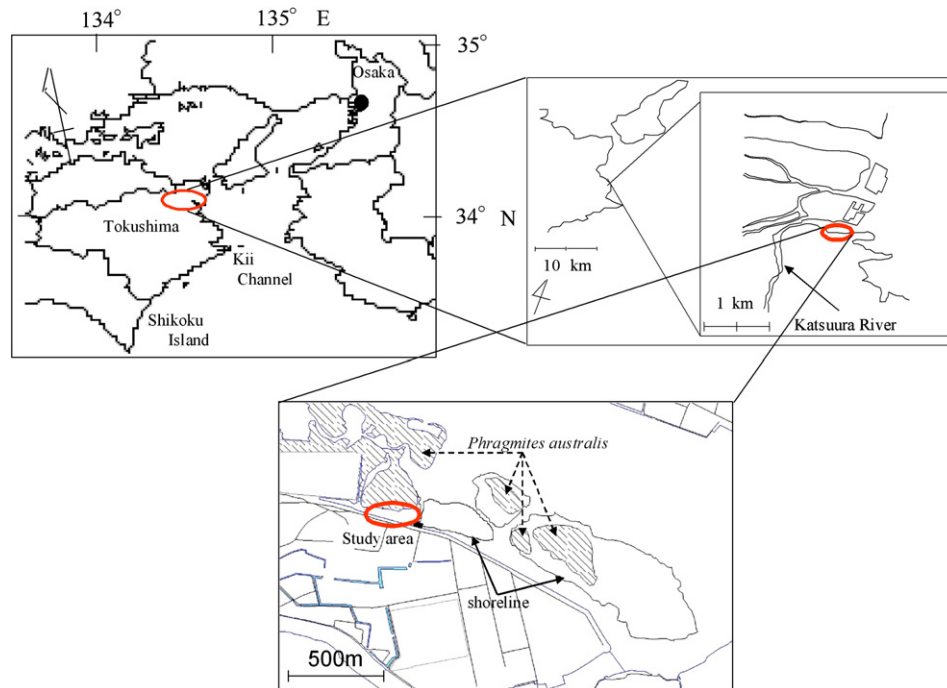 134° 135° E
35°
Osaka
34° N
Tokushima
Kii
Channel
Shikoku
Island
10 km
1 km
Katsuura River
Phragmites australis
Study area
shoreline
500m